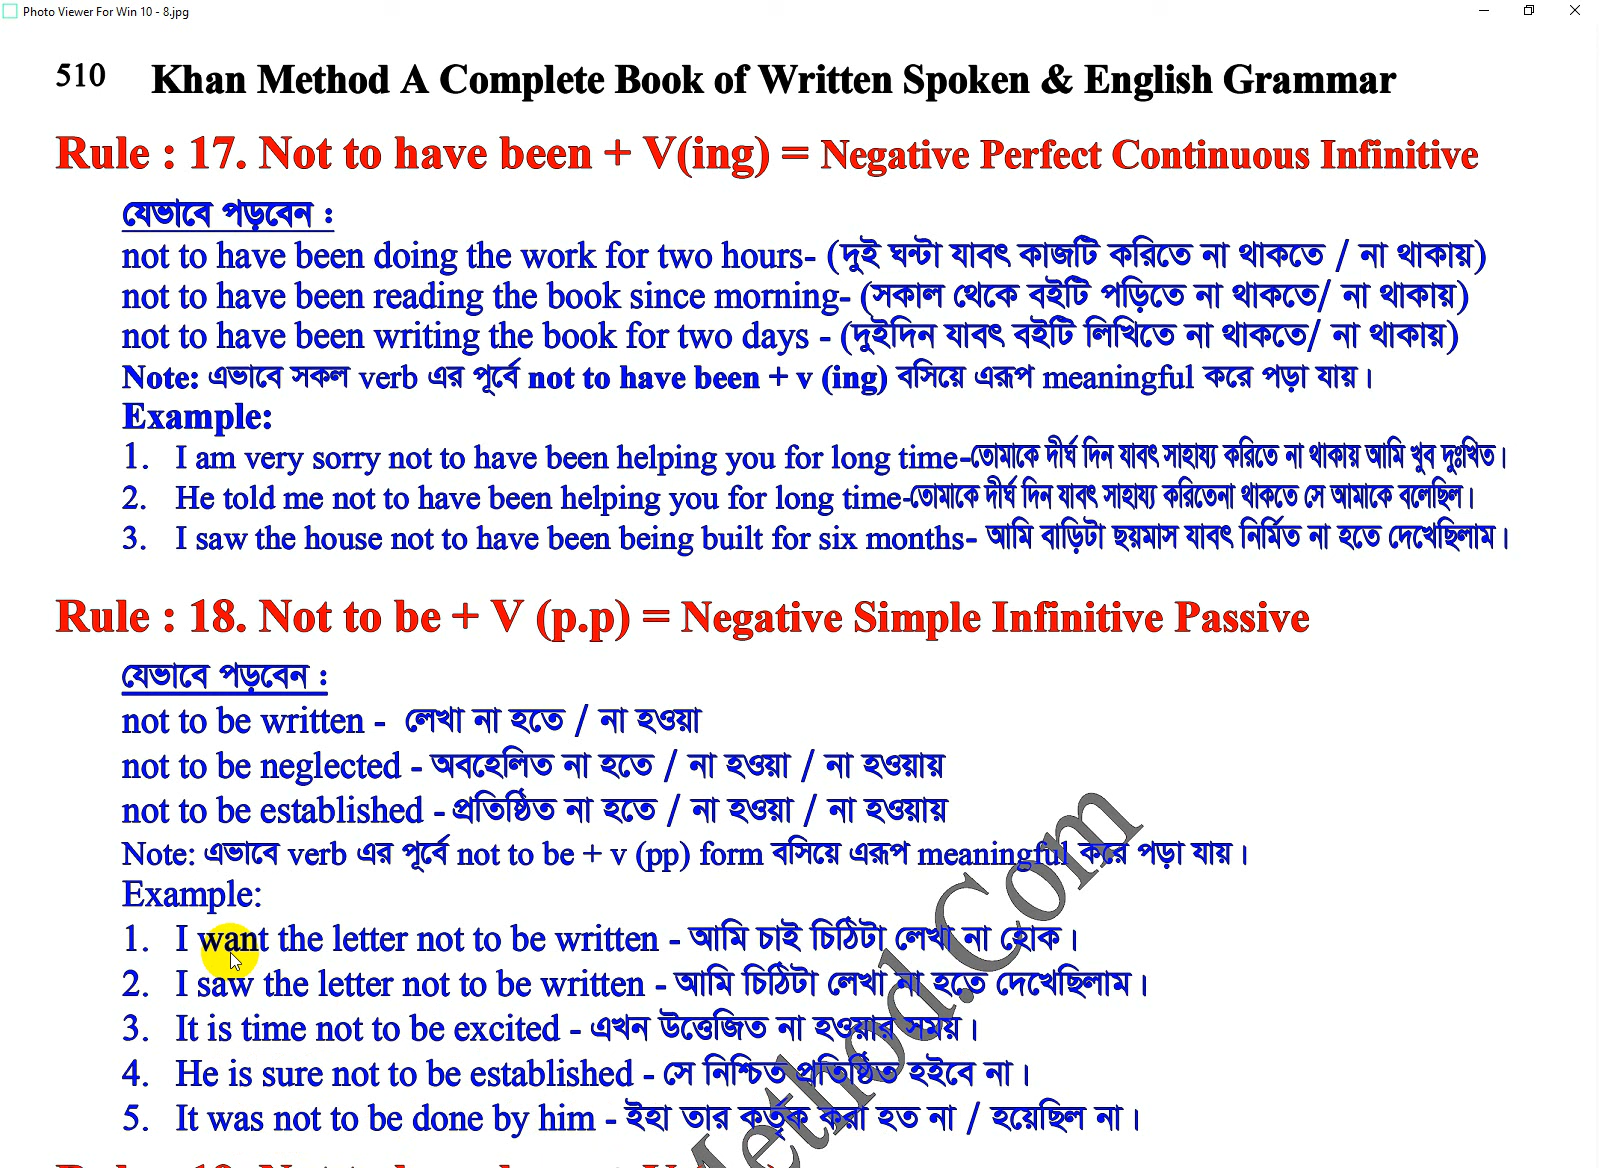 Photo Viewer For Win 10 - 8.jpg
510 Khan Method A Complete Book of Written Spoken & English Grammar
Rule : 17. Not to have been + V(ing) = Negative Perfect Continuous Infinitive
যেভাবে পড়বেন :
not to have been doing the work for two hours- (দুই ঘন্টা যাবৎ কাজটি করিতে না থাকতে / না থাকায়)
not to have been reading the book since morning- (সকাল থেকে বইটি পড়িতে না থাকতে/ না থাকায়)
not to have been writing the book for two days - (দুইদিন যাবৎ বইটি লিখিতে না থাকতে/ না থাকায়)
Note: এভাবে সকল verb এর পূর্বে not to have been + v (ing) বসিয়ে এরূপ meaningful করে পড়া যায়।
Example:
1. I am very sorry not to have been helping you for long time-তোমাকে দীর্ঘ দিন যাবৎ সাহায্য করিতে না থাকায় আমি খুব দুঃখিত।
2. He told me not to have been helping you for long time-তোমাকে দীর্ঘ দিন যাবৎ সাহায্য করিতেনা থাকতে সে আমাকে বলেছিল।
3. I saw the house not to have been being built for six months- আমি বাড়িটা ছয়মাস যাবৎ নির্মিত না হতে দেখেছিলাম।
Rule : 18. Not to be + V (p.p) = Negative Simple Infinitive Passive
যেভাবে পড়বেন :
not to be written - লেখা না হতে / না হওয়া
not to be neglected - অবহেলিত না হতে / না হওয়া / না হওয়ায়
not to be established - প্রতিষ্ঠিত না হতে / না হওয়া / না হওয়ায়
Note: এভাবে verb এর পূর্বে not to be + v (pp) form বসিয়ে এরূপ meaningful করে পড়া যায়।
Example:
1. I want the letter not to be written - আমি চাই চিঠিটা লেখা না হোক।
2. I saw the letter not to be written - আমি চিঠিটা লেখা না হতে দেখেছিলাম।
3. It is time not to be excited - এখন উত্তেজিত না হওয়ার সময়।
4. He is sure not to be established - সে নিশ্চিত প্রতিষ্ঠিত হইবে না।
5. It was not to be done by him - ইহা তার কর্তৃক করা হত না / হয়েছিল না।
Method.Com